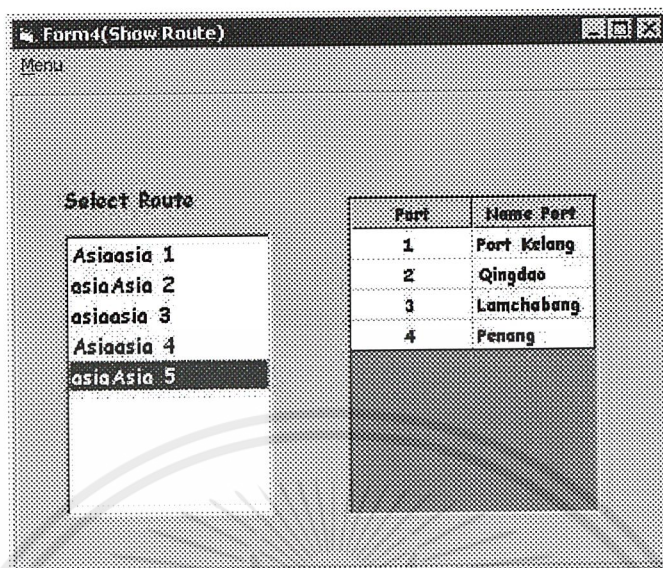 Form4(Show Route)
Menu
Select Route
Asiaasia 1
asiaAsia 2
asiaasia 3
Asiaasia 4
asiaAsia 5
Port Name Port
1 Port Kelang
2 Qingdao
3 Lamchabang
4 Penang